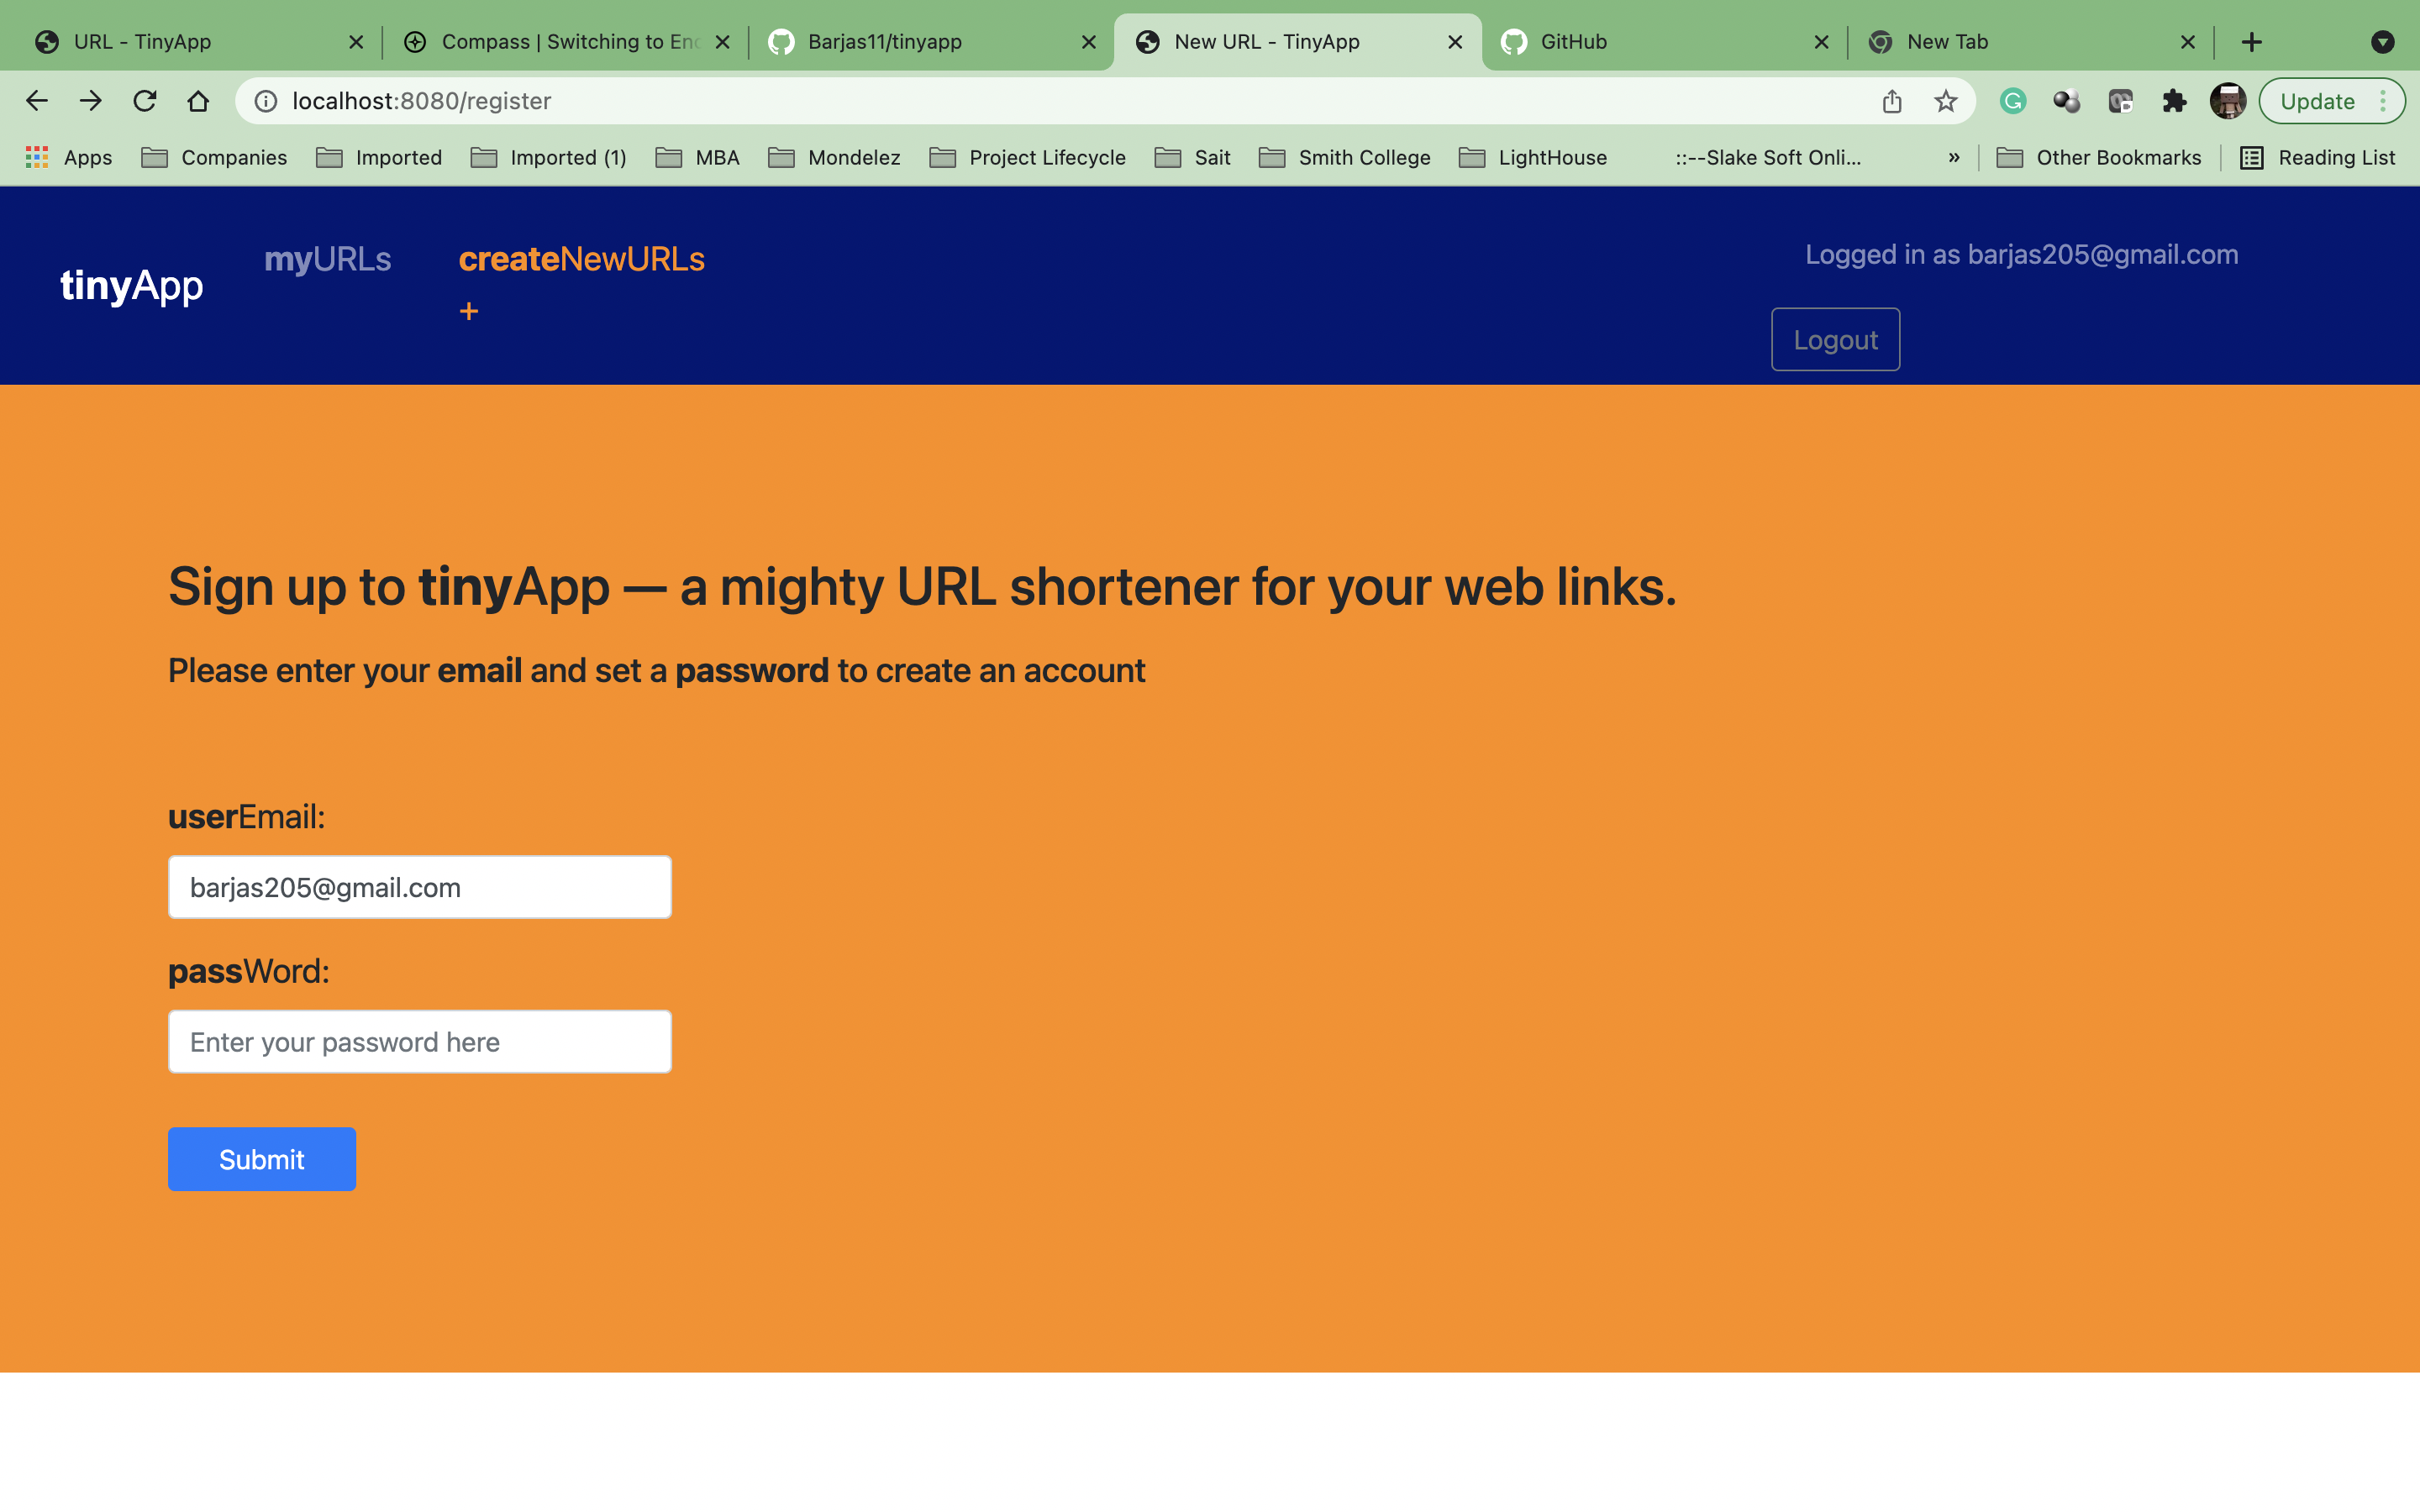 URL - TinyApp
Compass | Switching to Enc
Barjas11/tinyapp
New URL - TinyApp
GitHub
New Tab
localhost:8080/register
Update
Apps
Companies
Imported
Imported (1)
MBA
Mondelez
Project Lifecycle
Sait
Smith College
LightHouse
::--Slake Soft Onli...
»
Other Bookmarks
Reading List
tinyApp
myURLs
createNewURLs
+
Logged in as barjas205@gmail.com
Logout
Sign up to tinyApp — a mighty URL shortener for your web links.
Please enter your email and set a password to create an account
userEmail:
barjas205@gmail.com
passWord:
Enter your password here
Submit